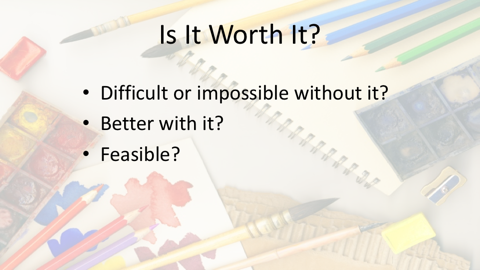 Is It Worth It?
• Difficult or impossible without it?
• Better with it?
• Feasible?